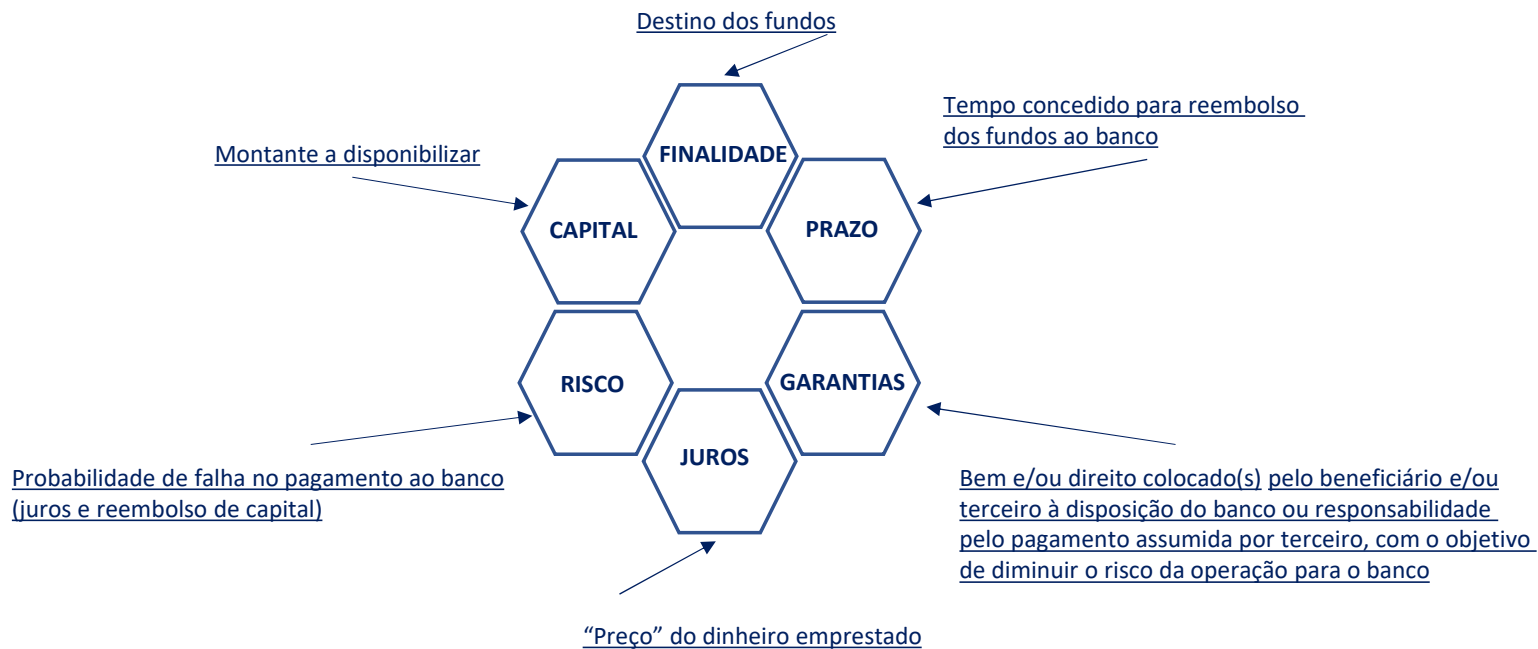 Destino dos fundos
Tempo concedido para reembolso
dos fundos ao banco
Montante a disponibilizar
FINALIDADE
CAPITAL
PRAZO
RISCO
GARANTIAS
JUROS
Probabilidade de falha no pagamento ao banco
(juros e reembolso de capital)
Bem e/ou direito colocado(s) pelo beneficiário e/ou
terceiro à disposição do banco ou responsabilidade
pelo pagamento assumida por terceiro, com o objetivo
de diminuir o risco da operação para o banco
“Preço” do dinheiro emprestado